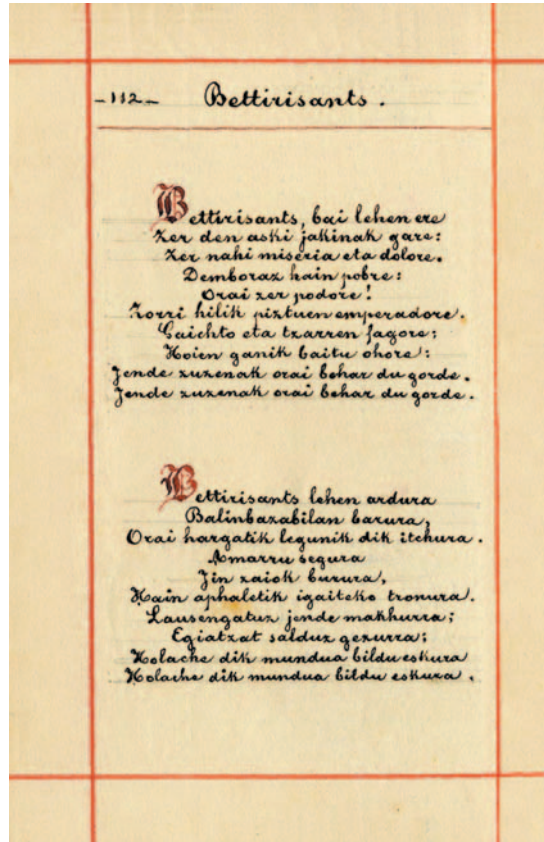 -112- Bettirisants.
Bettirisants, bai lehen ere
Zer den aski jakinak gare:
Zer nahi miseria eta dolore.
Demboraz hain pobre:
Orai zer podore!
Zorri hilik piztuen emperadore.
Gaichto eta tzarren fagore;
Hoien ganik baitu ohore:
Jende zuzenak orai behar du gorde.
Jende zuzenak orai behar du gorde.
Bettirisants lehen ardura
Balinbazabilan barura,
Orai hargatik legunik dik itchura.
Amarru segura
Jin zaiok burura,
Hain aphaletik igaiteko tronura.
Lausengatuz jende makhurra;
Egiatzat salduz gezurra;
Holache dik mundua bildu eskura
Holache dik mundua bildu eskura.